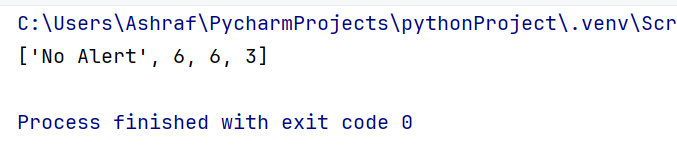 C:\Users\Ashraf\PycharmProjects\pythonProject\.venv\Scr
['No Alert', 6, 6, 3]
Process finished with exit code 0